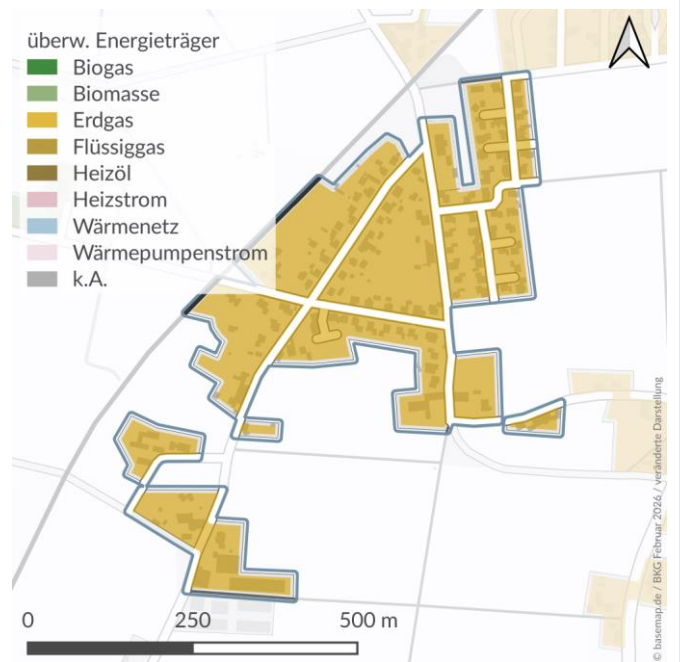 überw. Energieträger
Biogas
Biomasse
Erdgas
Flüssiggas
Heizöl
Heizstrom
Wärmenetz
Wärmepumpenstrom
k.A.
© basemap.de / BKG Februar 2026 / veränderte Darstellung
0 250 500 m